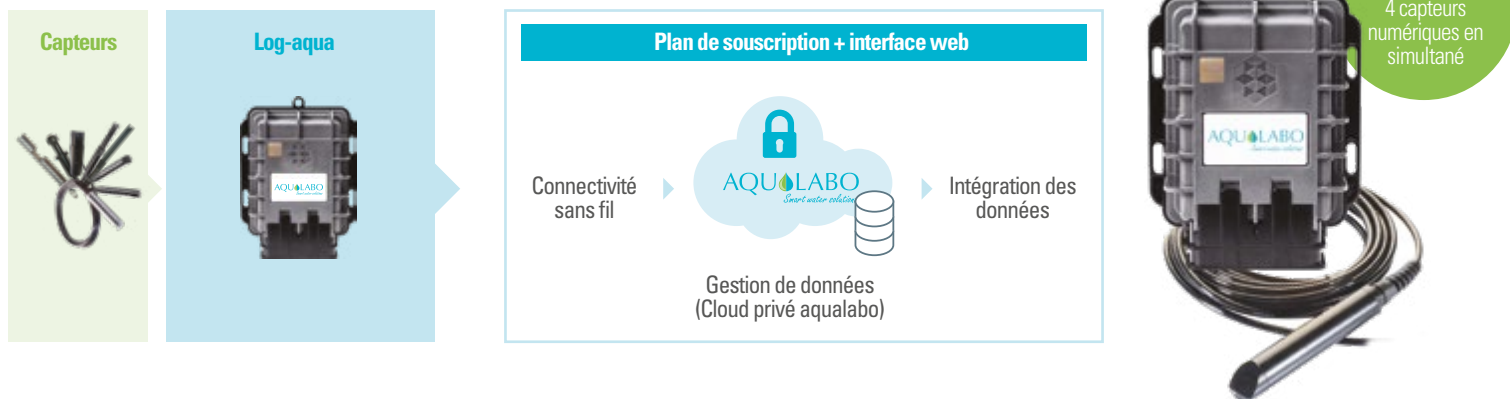 Capteurs
Log-aqua
AQUALABO
Plan de souscription + interface web
Connectivité
sans fil
AQUALABO
Smart water solution
Intégration des
données
Gestion de données
(Cloud privé aqualabo)
4 capteurs
numériques en
simultané
AQUALABO